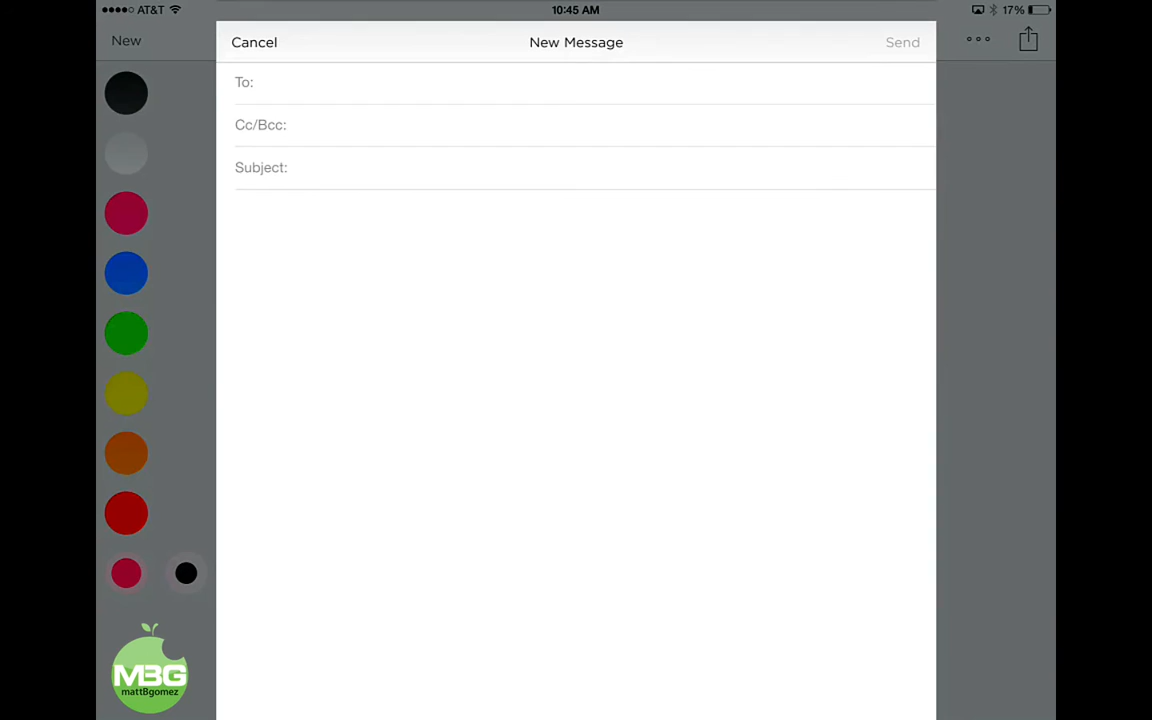 AT&T 10:45 AM 17%
New Cancel New Message Send
To:
Cc/Bcc:
Subject:
MBG
mattBgomez